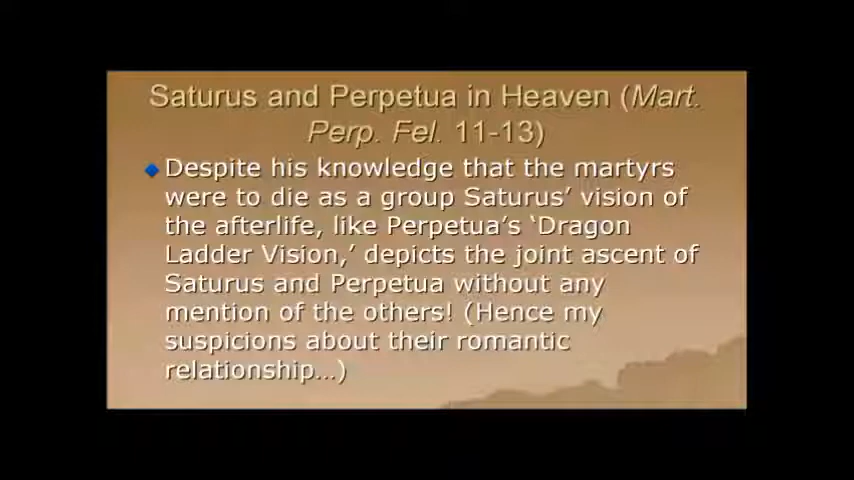 Saturus and Perpetua in Heaven (Mart.
Perp. Fel. 11-13)
Despite his knowledge that the martyrs
were to die as a group Saturus’ vision of
the afterlife, like Perpetua’s ‘Dragon
Ladder Vision,’ depicts the joint ascent of
Saturus and Perpetua without any
mention of the others! (Hence my
suspicions about their romantic
relationship…)